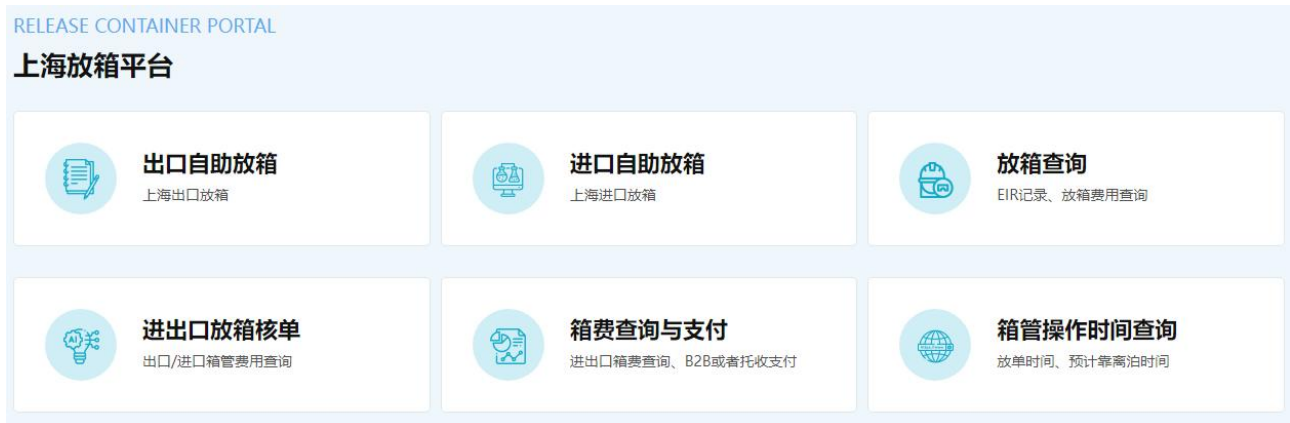 RELEASE CONTAINER PORTAL
上海放箱平台
出口自助放箱
上海出口放箱
进口自助放箱
上海进口放箱
放箱查询
EIR记录、放箱费用查询
进出口放箱核单
出口/进口箱管费用查询
箱费查询与支付
进出口箱费查询、B2B或者托收支付
箱管操作时间查询
放单时间、预计靠离泊时间
AI